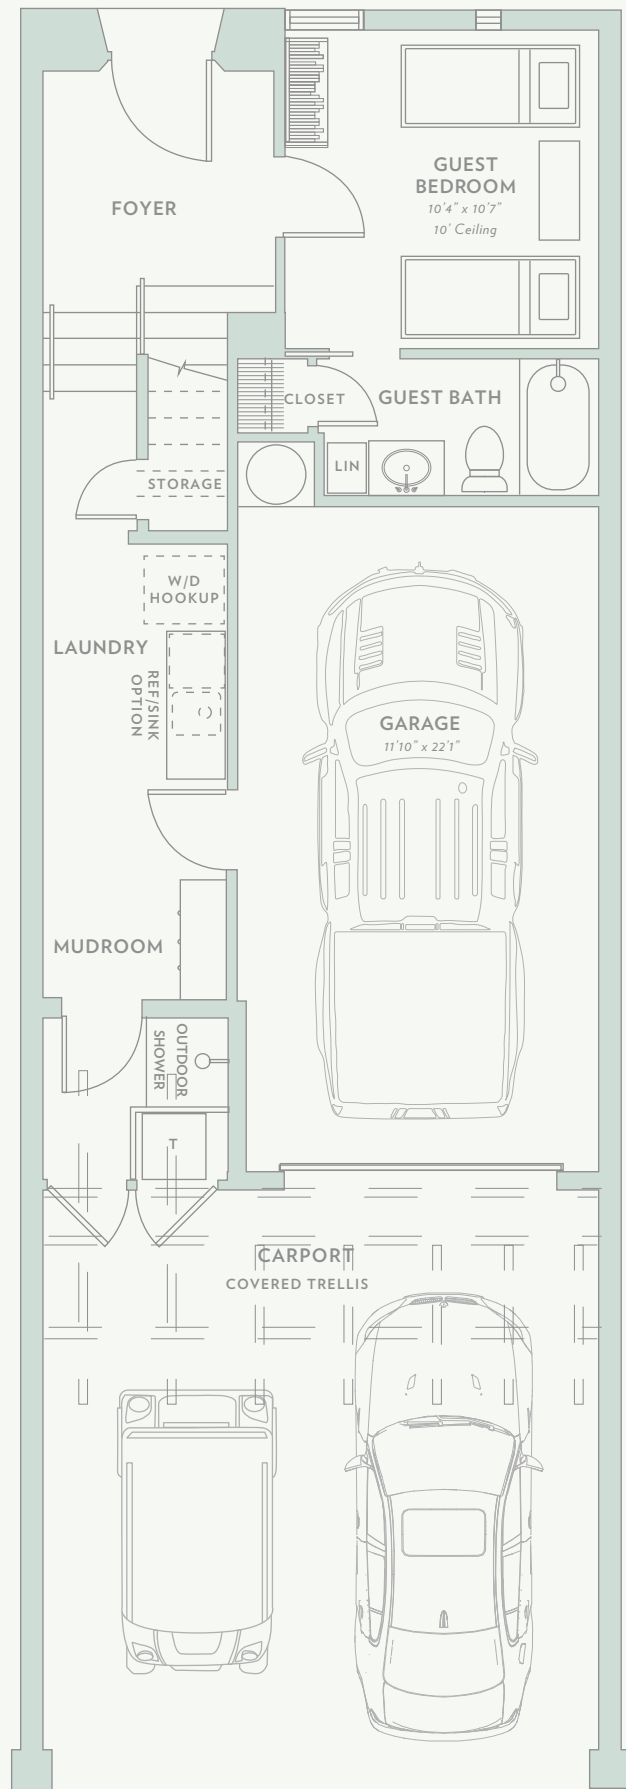 FOYER
GUEST
BEDROOM
10'4" x 10'7"
10' Ceiling
CLOSET
GUEST BATH
LIN
STORAGE
W/D
HOOKUP
LAUNDRY
REF/SINK
OPTION
GARAGE
11'10" x 22'1"
MUDROOM
OUTDOOR
SHOWER
T
CARPORT
COVERED TRELLIS